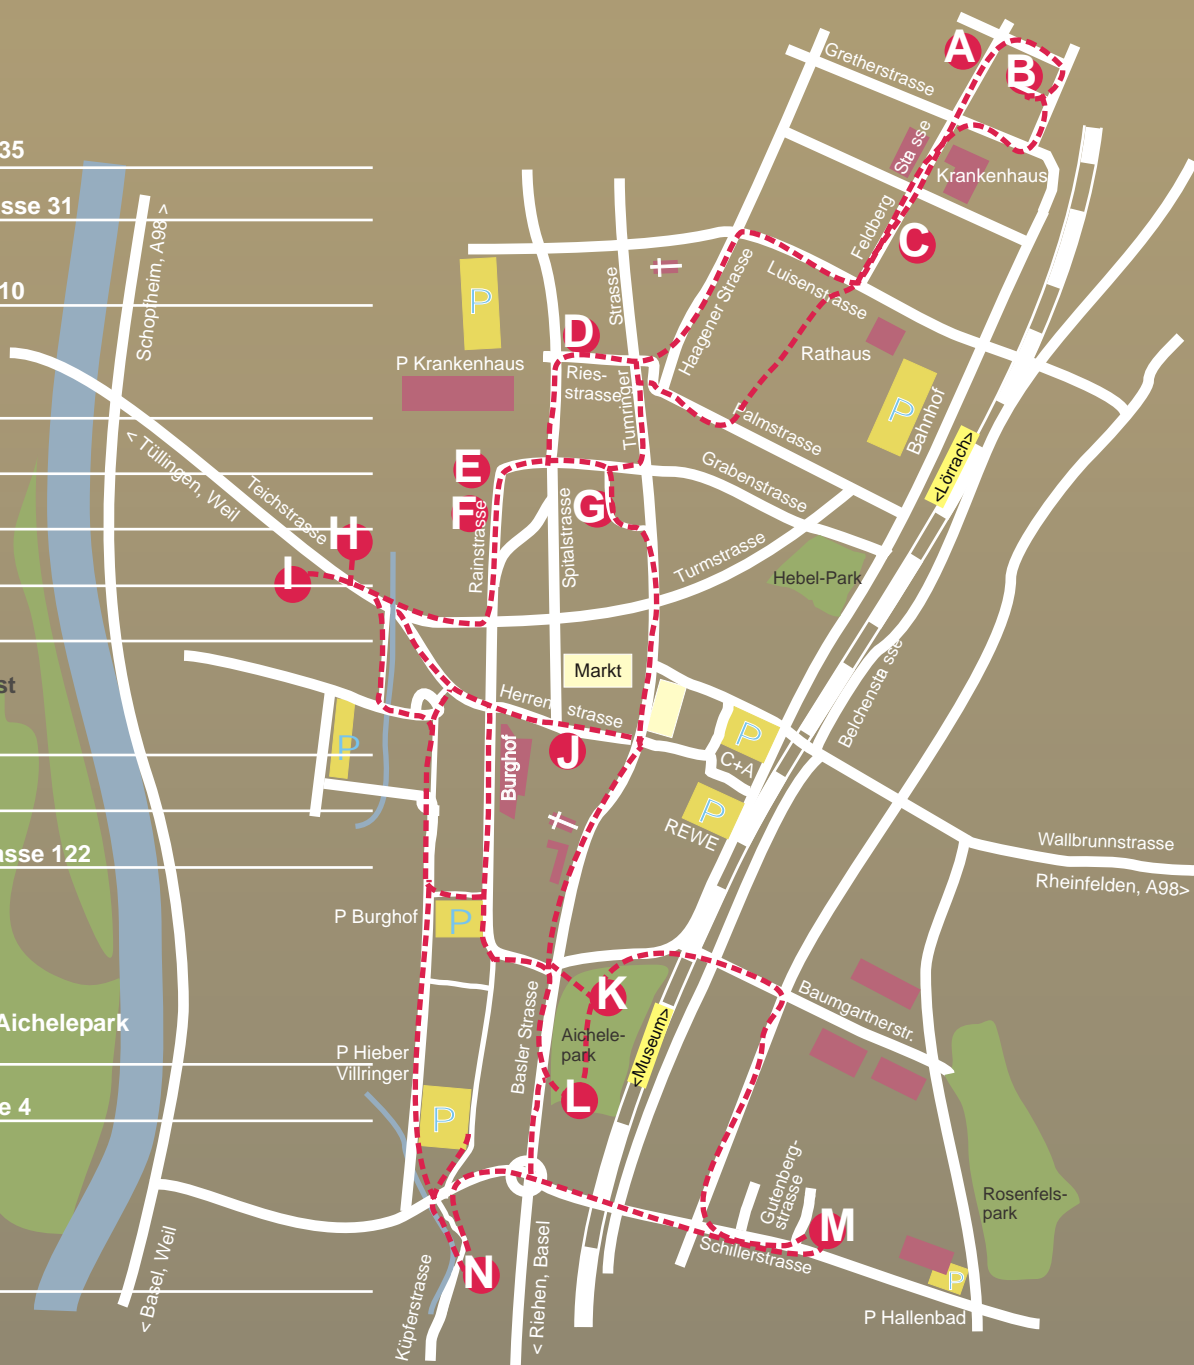 A
B
Gretherstrasse
35
Sta sse
Krankenhaus
sse 31
Schopfheim, A98 >
Feldberg
C
Haagener Strasse
Luisenstrasse
10
P
Strasse
D
Rathaus
P Krankenhaus
Ries-
strasse
Tumringer
P
Bahnhof
Palmstrasse
< Tüllingen, Weil
Teichstrasse
E
Grabenstrasse
<Lörrach>
F
G
H
Rainstrasse
Spitalstrasse
Turmstrasse
I
Hebel-Park
Markt
st
Herren strasse
Belchensta sse
P
J
P
C+A
Burghof
P
REWE
Wallbrunnstrasse
asse 122
Rheinfelden, A98>
P Burghof
P
K
Baumgartnerstr.
Aichelepark
Basler Strasse
Aichele-
park
<Museum>
P Hieber
Villringer
e 4
P
L
Gutenberg-
strasse
Rosenfels-
park
M
Schillerstrasse
N
P
< Basel, Weil
Küpferstrasse
< Riehen, Basel
P Hallenbad